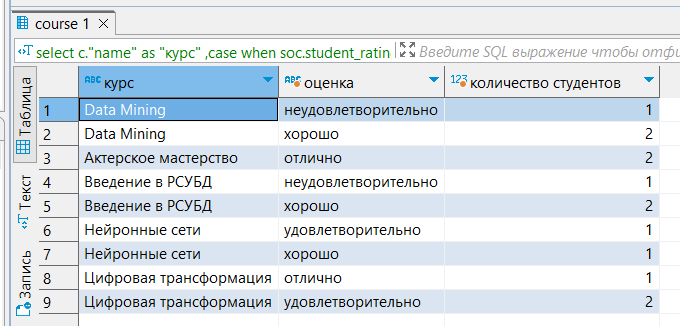 course 1
select c."name" as "курс" ,case when soc.student_ratin
Введите SQL выражение чтобы отфи
Таблица
Текст
Запись
ABC курс ABC оценка 123 количество студентов
1 Data Mining неудовлетворительно 1
2 Data Mining хорошо 2
3 Актерское мастерство отлично 2
4 Введение в РСУБД неудовлетворительно 1
5 Введение в РСУБД хорошо 2
6 Нейронные сети удовлетворительно 1
7 Нейронные сети хорошо 1
8 Цифровая трансформация отлично 1
9 Цифровая трансформация удовлетворительно 2